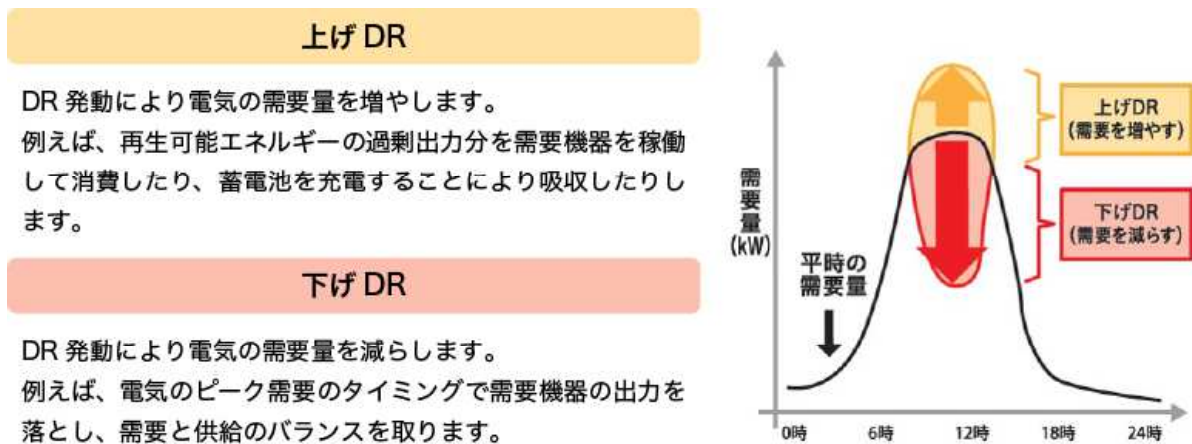 上げ DR
DR 発動により電気の需要量を増やします。
例えば、再生可能エネルギーの過剰出力分を需要機器を稼働
して消費したり、蓄電池を充電することにより吸収したりし
ます。
下げ DR
DR 発動により電気の需要量を減らします。
例えば、電気のピーク需要のタイミングで需要機器の出力を
落とし、需要と供給のバランスを取ります。
需要量
(kW)
平時の
需要量
上げDR
(需要を増やす)
下げDR
(需要を減らす)
0時 6時 12時 18時 24時